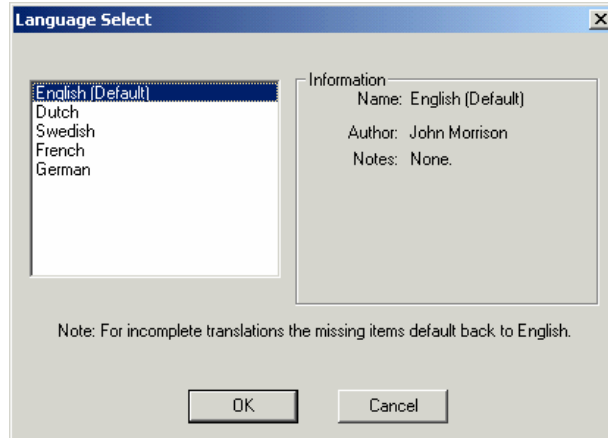 Language Select
English (Default)
Dutch
Swedish
French
German
Information
Name: English (Default)
Author: John Morrison
Notes: None.
Note: For incomplete translations the missing items default back to English.
OK
Cancel